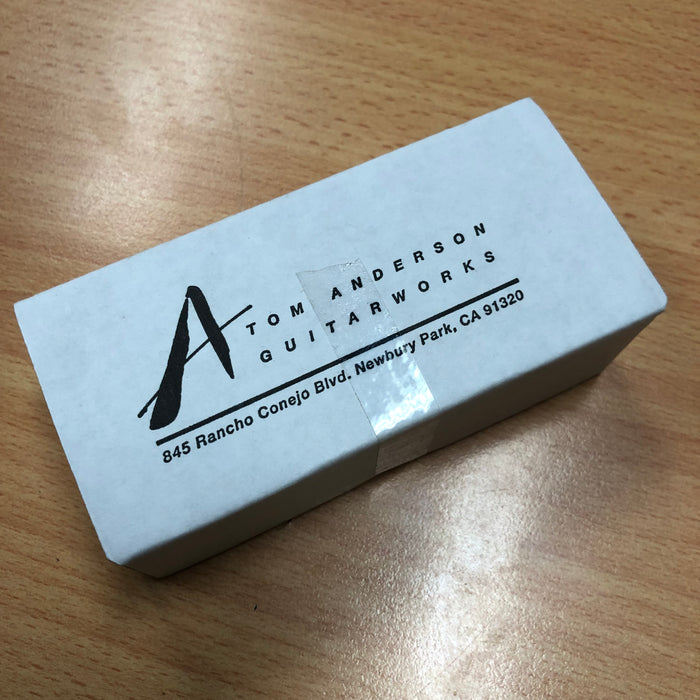 A TOM ANDERSON
GUITARWORKS
845 Rancho Conejo Blvd. Newbury Park, CA 91320